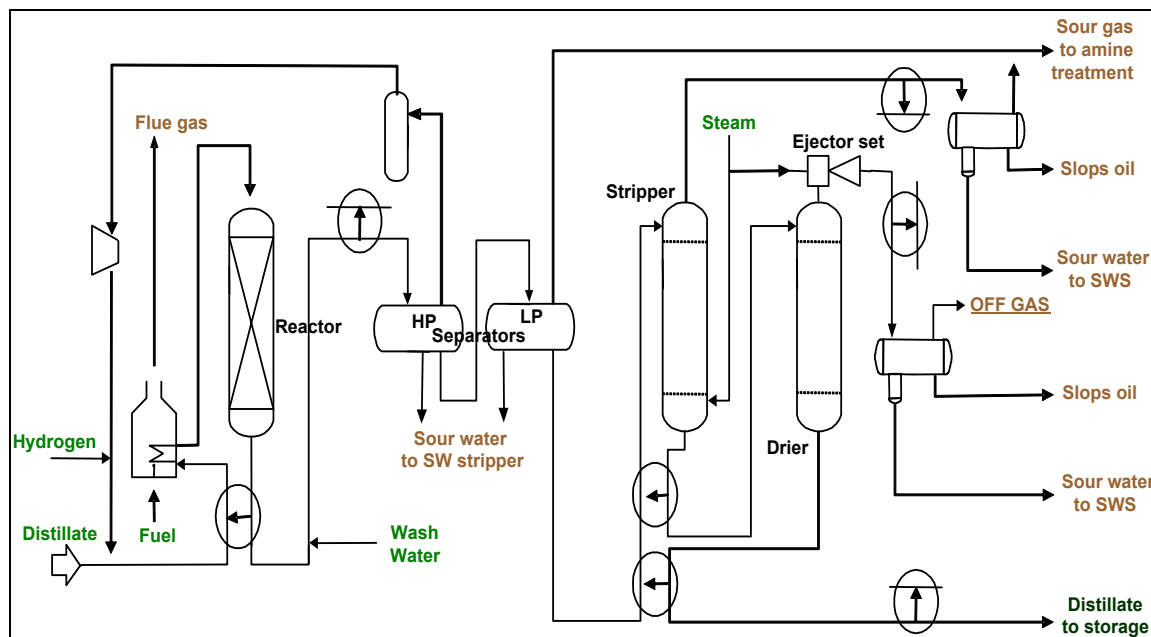 Sour gas
to amine
treatment
Flue gas
Steam
Ejector set
Stripper
Slops oil
Sour water
to SWS
OFF GAS
Reactor
HP
LP
Separators
Slops oil
Hydrogen
Sour water
to SW stripper
Drier
Sour water
to SWS
Distillate
Fuel
Wash
Water
Distillate
to storage